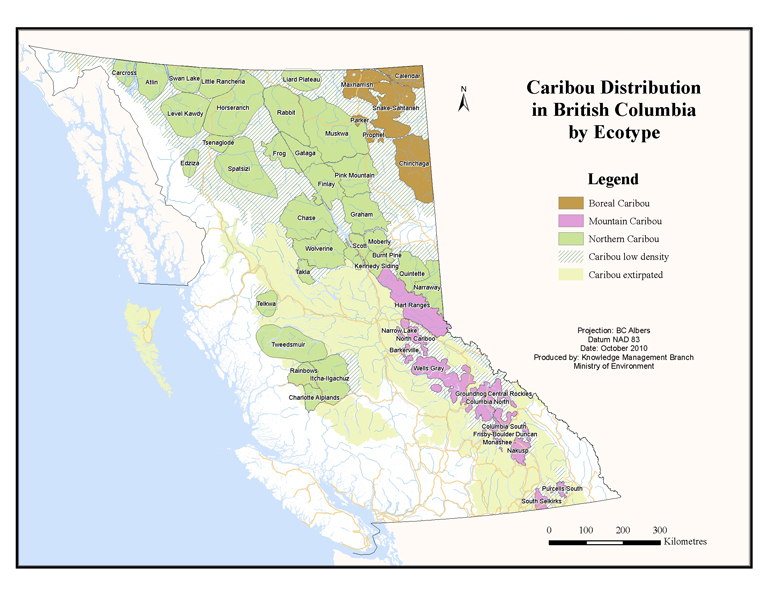 Caribou Distribution
in British Columbia
by Ecotype
N
Legend
Boreal Caribou
Mountain Caribou
Northern Caribou
Caribou low density
Caribou extirpated
Projection: BC Albers
Datum NAD 83
Date: October 2010
Produced by: Knowledge Management Branch
Ministry of Environment
0 100 200 300
Kilometres
Carcross
Atlin
Swan Lake
Little Rancheria
Liard Plateau
Maxhamish
Calendar
Level Kawdy
Horseranch
Rabbit
Snake-Sahtaneh
Parker
Prophet
Muskwa
Tsenaglode
Frog
Gataga
Edziza
Spatsizi
Chinchaga
Pink Mountain
Finlay
Chase
Graham
Wolverine
Scott
Moberly
Burnt Pine
Kennedy Siding
Takla
Quintette
Narraway
Telkwa
Hart Ranges
Narrow Lake
North Cariboo
Tweedsmuir
Barkerville
Wells Gray
Rainbows
Itcha-Ilgachuz
Charlotte Alplands
Groundhog
Central Rockies
Columbia North
Columbia South
Frisby-Boulder
Duncan
Monashee
Nakusp
Purcells South
South Selkirks